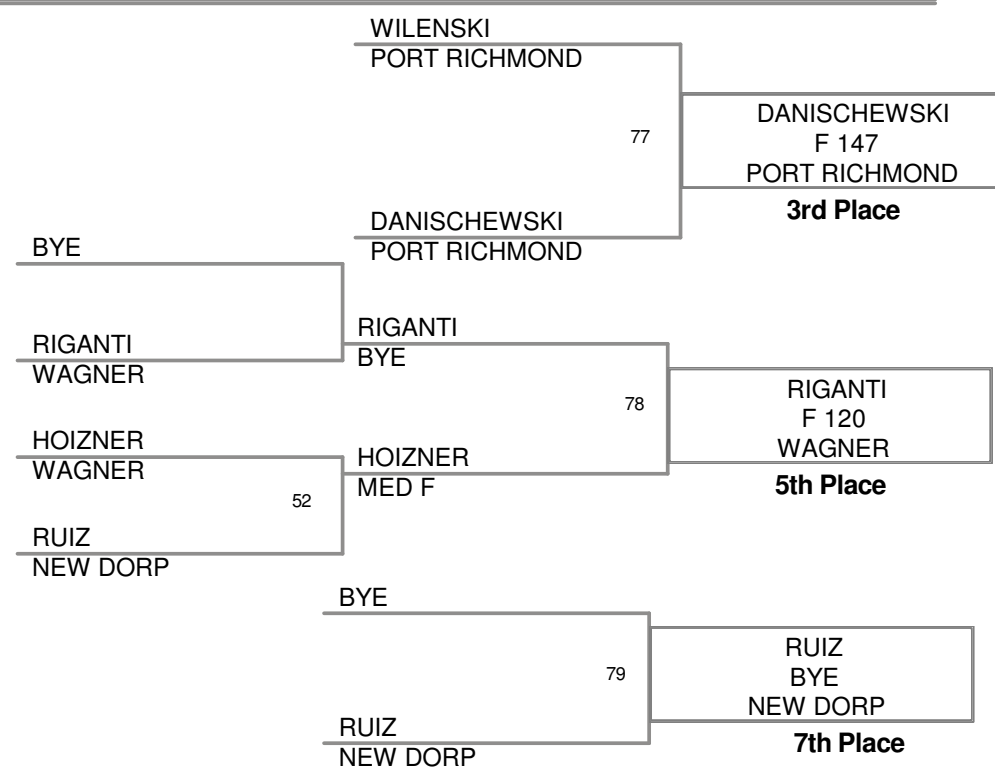 WILENSKI
PORT RICHMOND
77
DANISCHEWSKI
F 147
PORT RICHMOND
3rd Place
DANISCHEWSKI
PORT RICHMOND
BYE
RIGANTI
WAGNER
RIGANTI
BYE
78
RIGANTI
F 120
WAGNER
5th Place
HOIZNER
WAGNER
HOIZNER
MED F
52
RUIZ
NEW DORP
BYE
79
RUIZ
BYE
NEW DORP
7th Place
RUIZ
NEW DORP